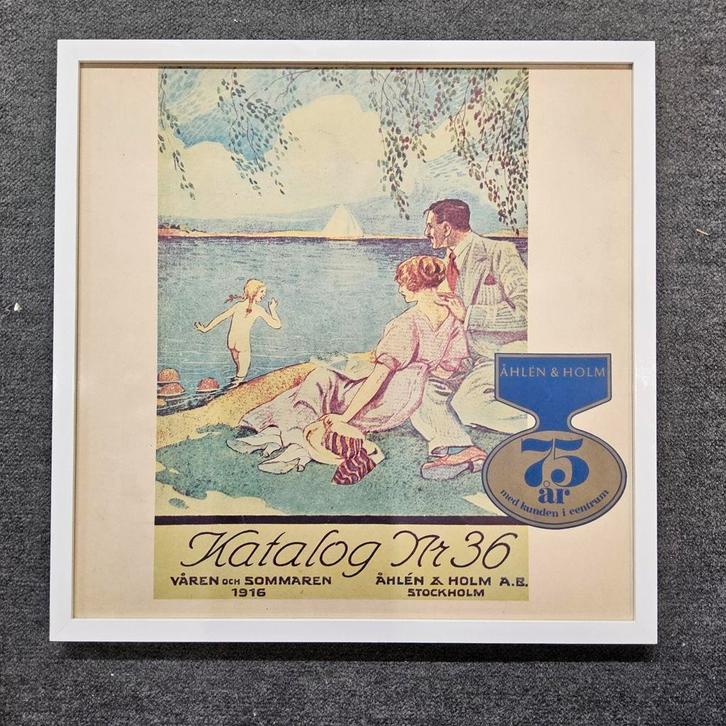 ÅHLÉN & HOLM
75
år
med kunden i centrum
Katalog Nr 36
VÅREN OCH SOMMAREN
1916
ÅHLÉN & HOLM A.B.
STOCKHOLM